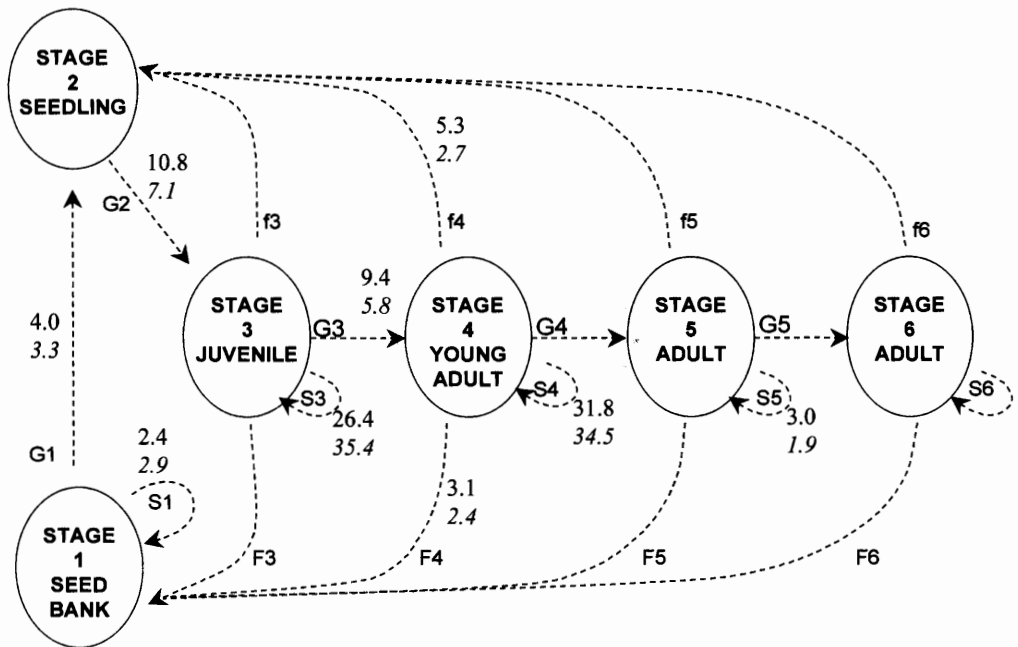 STAGE
2
SEEDLING
5.3
2.7
10.8
7.1
G2
f3
f4
f5
f6
4.0
3.3
STAGE
3
JUVENILE
G3
9.4
5.8
STAGE
4
YOUNG
ADULT
G4
STAGE
5
ADULT
G5
STAGE
6
ADULT
S3
26.4
35.4
S4
31.8
34.5
S5
3.0
1.9
S6
G1
2.4
2.9
S1
3.1
2.4
F3
F4
F5
F6
STAGE
1
SEED
BANK